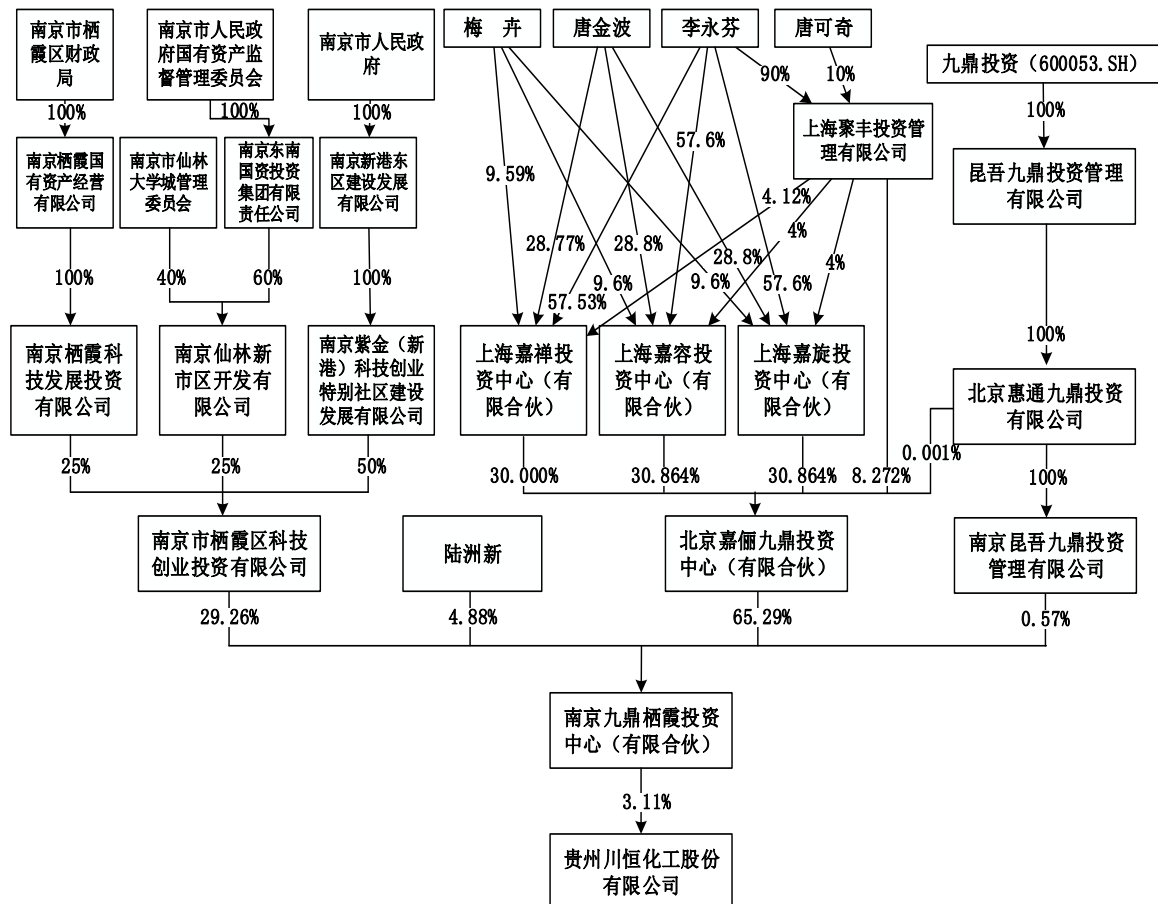 南京市栖
霞区财政
局
南京市人民政
府国有资产监
督管理委员会
南京市人民政
府
梅 卉
唐金波
李永芬
唐可奇
九鼎投资（600053.SH）
100%
100%
100%
90%
10%
100%
南京栖霞国
有资产经营
有限公司
南京市仙林
大学城管理
委员会
南京东南
国资投资
集团有限
责任公司
南京新港东
区建设发展
有限公司
上海聚丰投资管
理有限公司
昆吾九鼎投资管理
有限公司
9.59%
57.6%
4.12%
28.77%
28.8%
4%
28.8%
4%
100%
40%
60%
100%
57.53%
9.6%
9.6%
57.6%
100%
南京栖霞科
技发展投资
有限公司
南京仙林新
市区开发有
限公司
南京紫金（新
港）科技创业
特别社区建设
发展有限公司
上海嘉禅投
资中心（有
限合伙）
上海嘉容投
资中心（有
限合伙）
上海嘉旋投
资中心（有
限合伙）
北京惠通九鼎投资
有限公司
25%
25%
50%
30.000%
30.864%
30.864%
8.272%
0.001%
100%
南京市栖霞区科技
创业投资有限公司
陆洲新
北京嘉俪九鼎投资
中心（有限合伙）
南京昆吾九鼎投资
管理有限公司
29.26%
4.88%
65.29%
0.57%
南京九鼎栖霞投资
中心（有限合伙）
3.11%
贵州川恒化工股份
有限公司